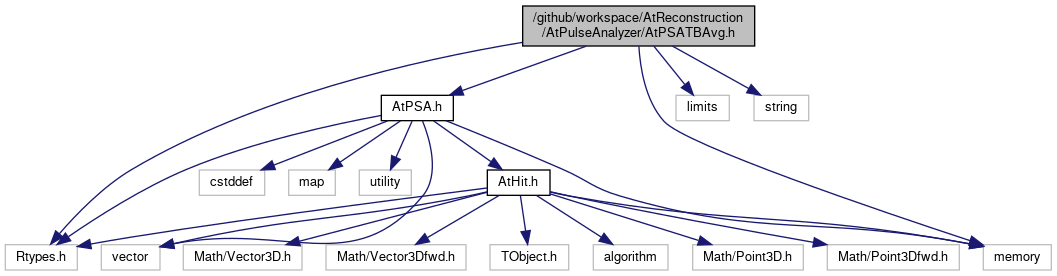 /github/workspace/AtReconstruction
/AtPulseAnalyzer/AtPSATBAvg.h
AtPSA.h
limits
string
cstddef
map
utility
AtHit.h
Rtypes.h
vector
Math/Vector3D.h
Math/Vector3Dfwd.h
TObject.h
algorithm
Math/Point3D.h
Math/Point3Dfwd.h
memory